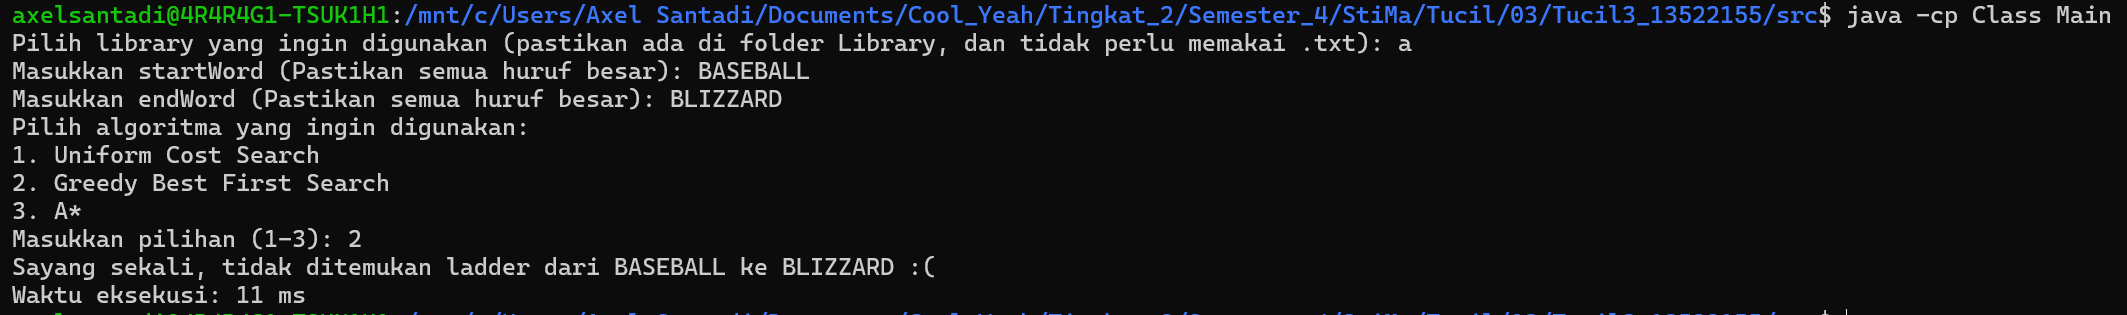 axelsantadi@4R4R4G1-TSUK1H1:/mnt/c/Users/Axel Santadi/Documents/Cool_Yeah/Tingkat_2/Semester_4/StiMa/Tucil/03/Tucil3_13522155/src$ java -cp Class Main
Pilih library yang ingin digunakan (pastikan ada di folder Library, dan tidak perlu memakai .txt): a
Masukkan startWord (Pastikan semua huruf besar): BASEBALL
Masukkan endWord (Pastikan semua huruf besar): BLIZZARD
Pilih algoritma yang ingin digunakan:
1. Uniform Cost Search
2. Greedy Best First Search
3. A*
Masukkan pilihan (1-3): 2
Sayang sekali, tidak ditemukan ladder dari BASEBALL ke BLIZZARD :(
Waktu eksekusi: 11 ms